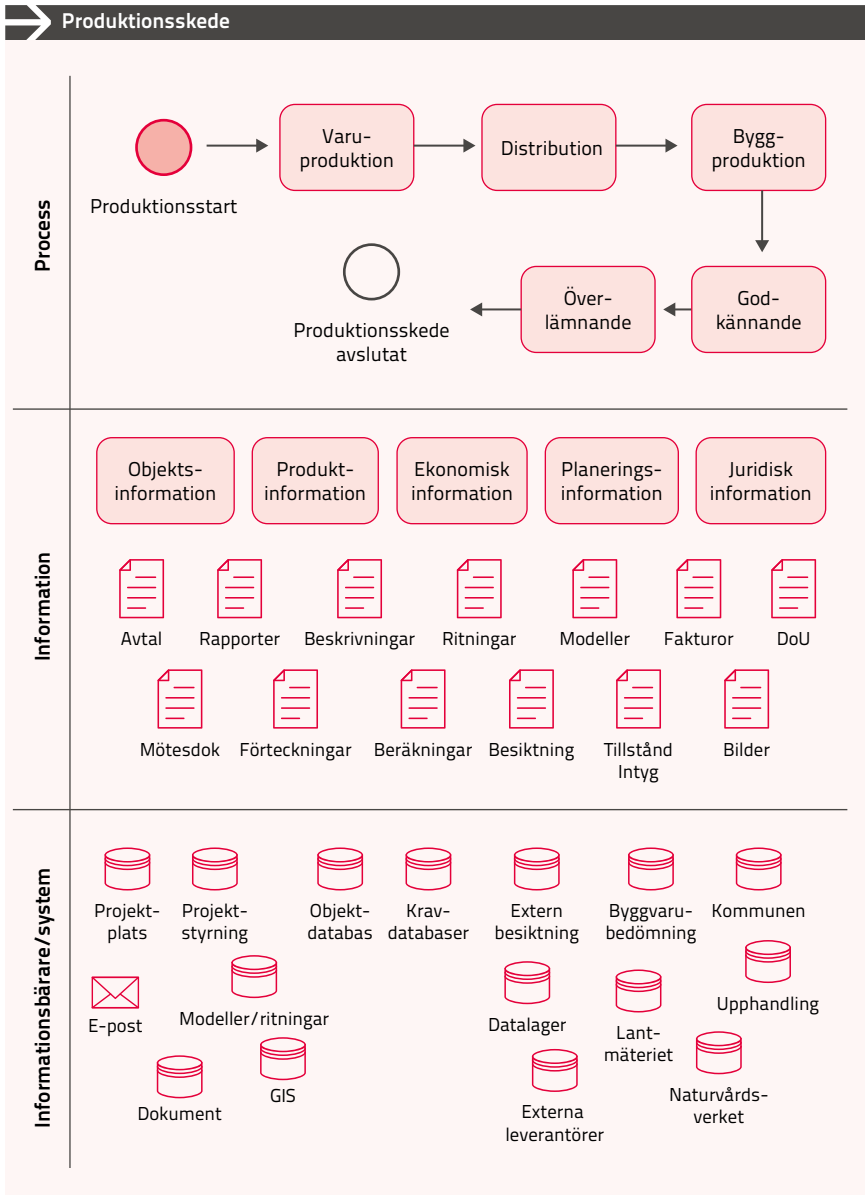 Produktionsskede
Process
Produktionsstart
Varu-
produktion
Distribution
Bygg-
produktion
God-
kännande
Över-
lämnande
Produktionsskede
avslutat
Information
Objekts-
information
Produkt-
information
Ekonomisk
information
Planerings-
information
Juridisk
information
Avtal
Rapporter
Beskrivningar
Ritningar
Modeller
Fakturor
DoU
Mötesdok
Förteckningar
Beräkningar
Besiktning
Tillstånd
Intyg
Bilder
Informationsbärare/system
Projekt-
plats
Projekt-
styrning
Objekt-
databas
Krav-
databaser
Extern
besiktning
Byggvaru-
bedömning
Kommunen
E-post
Modeller/ritningar
Datalager
Lant-
mäteriet
Upphandling
Dokument
GIS
Externa
leverantörer
Naturvårds-
verket